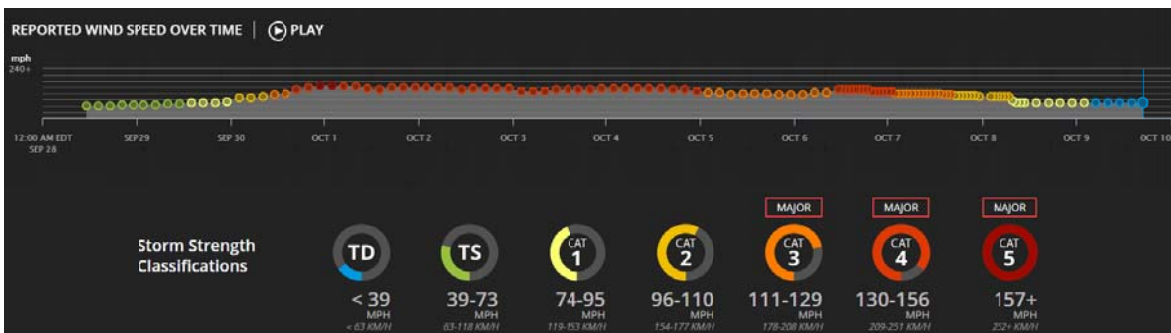 REPORTED WIND SPEED OVER TIME | PLAY
mph
240+
12:00 AM EDT SEP29 SEP 30 OCT 1 OCT 2 OCT 3 OCT 4 OCT 5 OCT 6 OCT 7 OCT 8 OCT 9 OCT 10
SEP 28
MAJOR MAJOR MAJOR
Storm Strength
Classifications
TD TS CAT 1 CAT 2 CAT 3 CAT 4 CAT 5
< 39 39-73 74-95 96-110 111-129 130-156 157+
MPH MPH MPH MPH MPH MPH MPH
< 63 KM/H 63-118 KM/H 119-153 KM/H 154-177 KM/H 178-208 KM/H 209-251 KM/H 252+ KM/H